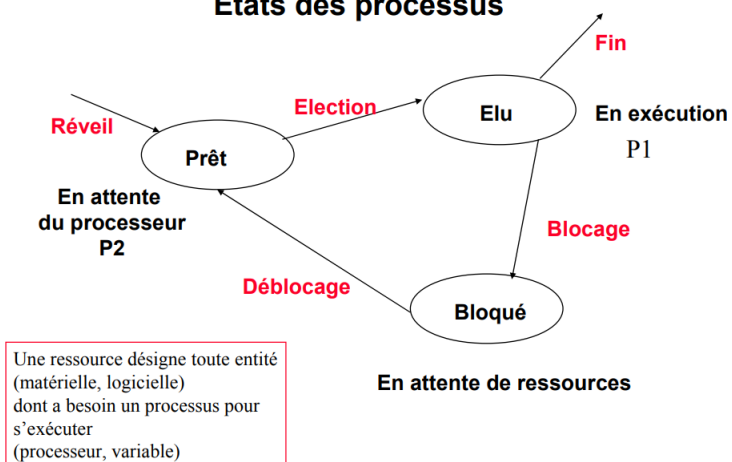 Etats des processus
Fin
Election
Elu
En exécution
P1
Réveil
Prêt
En attente
du processeur
P2
Blocage
Déblocage
Bloqué
En attente de ressources
Une ressource désigne toute entité
(matérielle, logicielle)
dont a besoin un processus pour
s’exécuter
(processeur, variable)